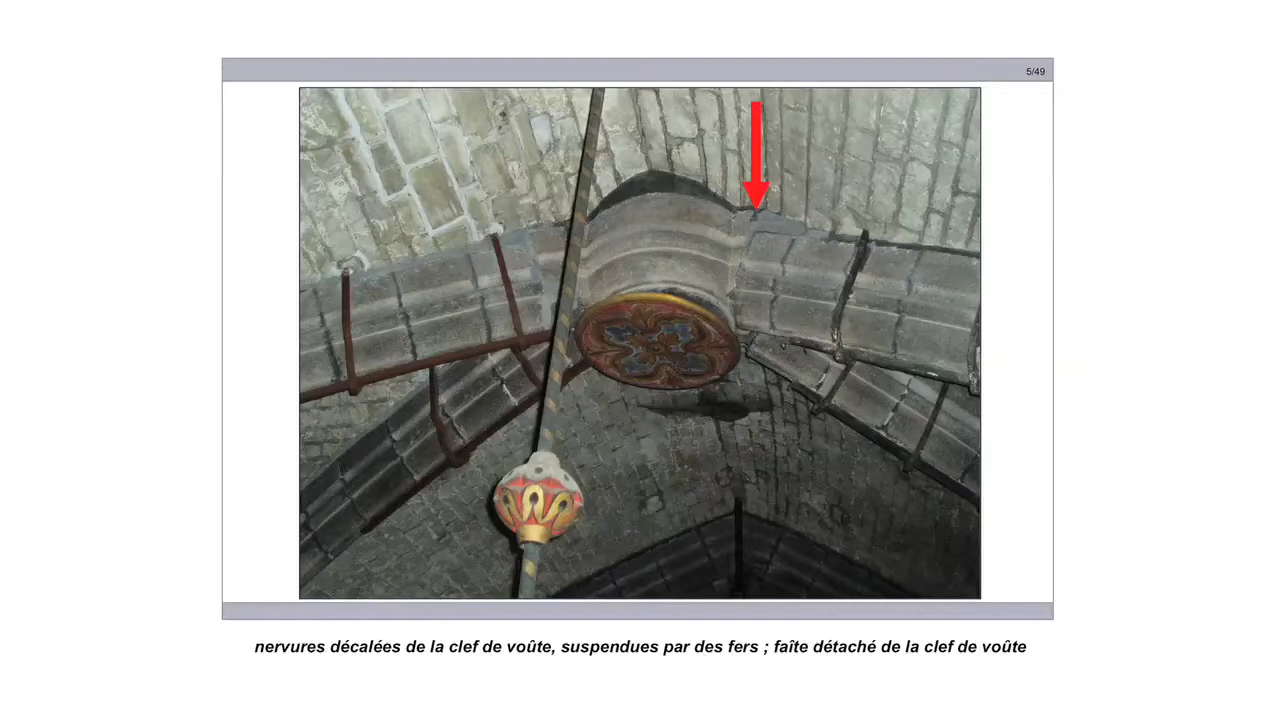 5/49
nervures décalées de la clef de voûte, suspendues par des fers ; faîte détaché de la clef de voûte